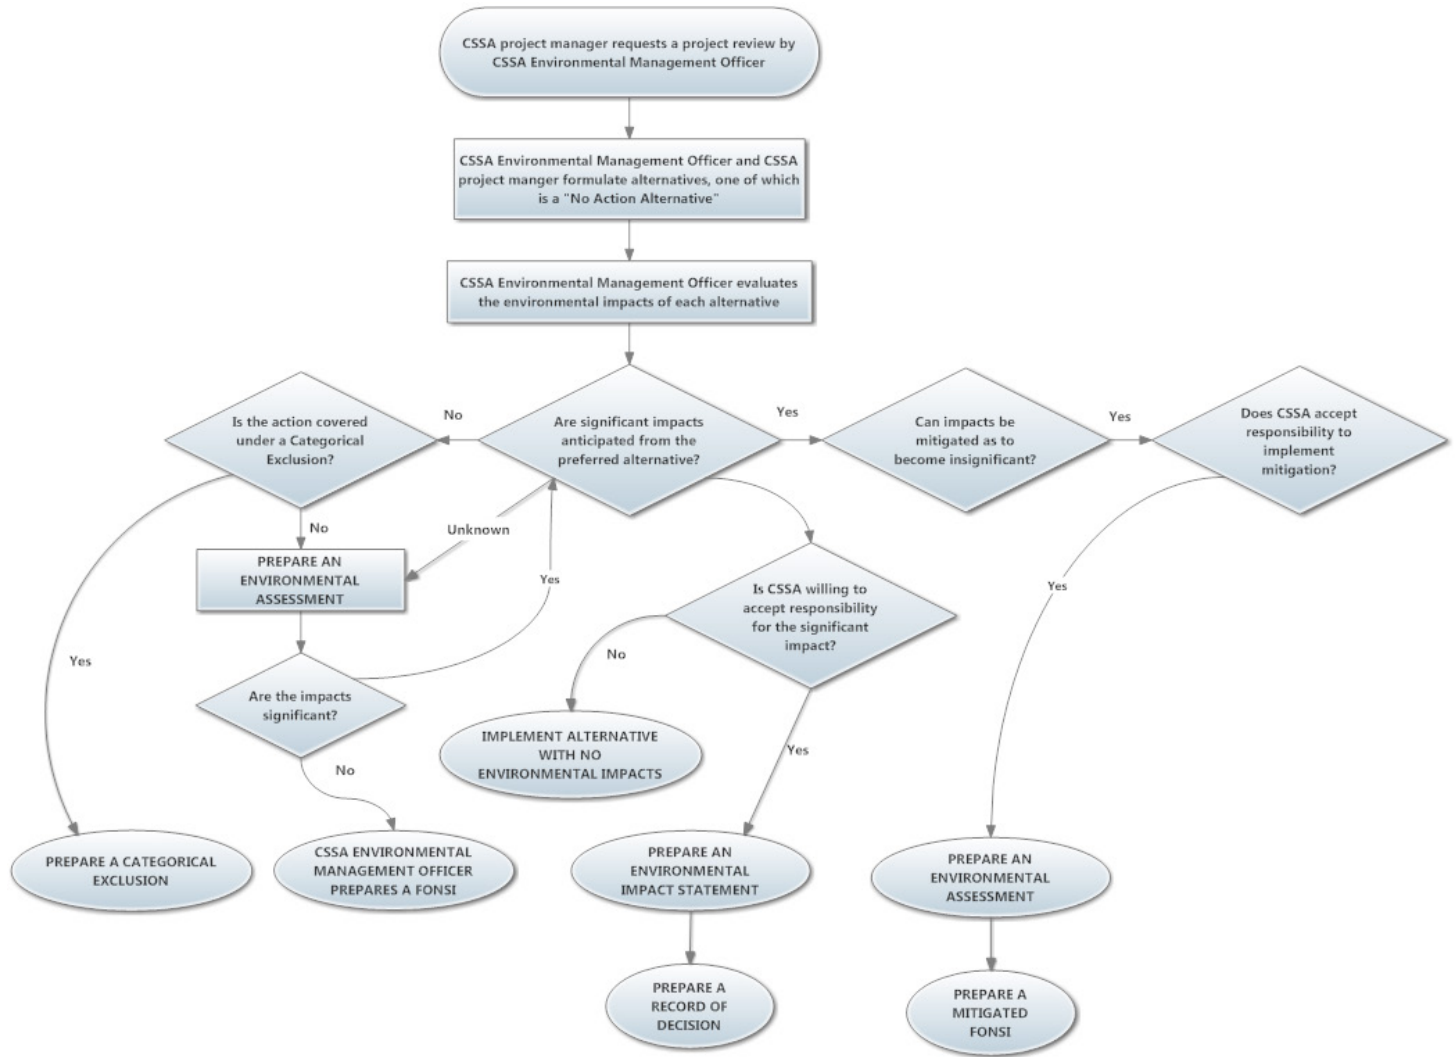 CSSA project manager requests a project review by
CSSA Environmental Management Officer
CSSA Environmental Management Officer and CSSA
project manger formulate alternatives, one of which
is a "No Action Alternative"
CSSA Environmental Management Officer evaluates
the environmental impacts of each alternative
Is the action covered
under a Categorical
Exclusion?
No
Are significant impacts
anticipated from the
preferred alternative?
Yes
Can impacts be
mitigated as to
become insignificant?
Yes
Does CSSA accept
responsibility to
implement
mitigation?
No
Unknown
PREPARE AN
ENVIRONMENTAL
ASSESSMENT
Yes
Is CSSA willing to
accept responsibility
for the significant
impact?
Yes
Yes
No
Are the impacts
significant?
IMPLEMENT ALTERNATIVE
WITH NO
ENVIRONMENTAL IMPACTS
Yes
No
PREPARE A CATEGORICAL
EXCLUSION
CSSA ENVIRONMENTAL
MANAGEMENT OFFICER
PREPARES A FONSI
PREPARE AN
ENVIRONMENTAL
IMPACT STATEMENT
PREPARE AN
ENVIRONMENTAL
ASSESSMENT
PREPARE A
RECORD OF
DECISION
PREPARE A
MITIGATED
FONSI